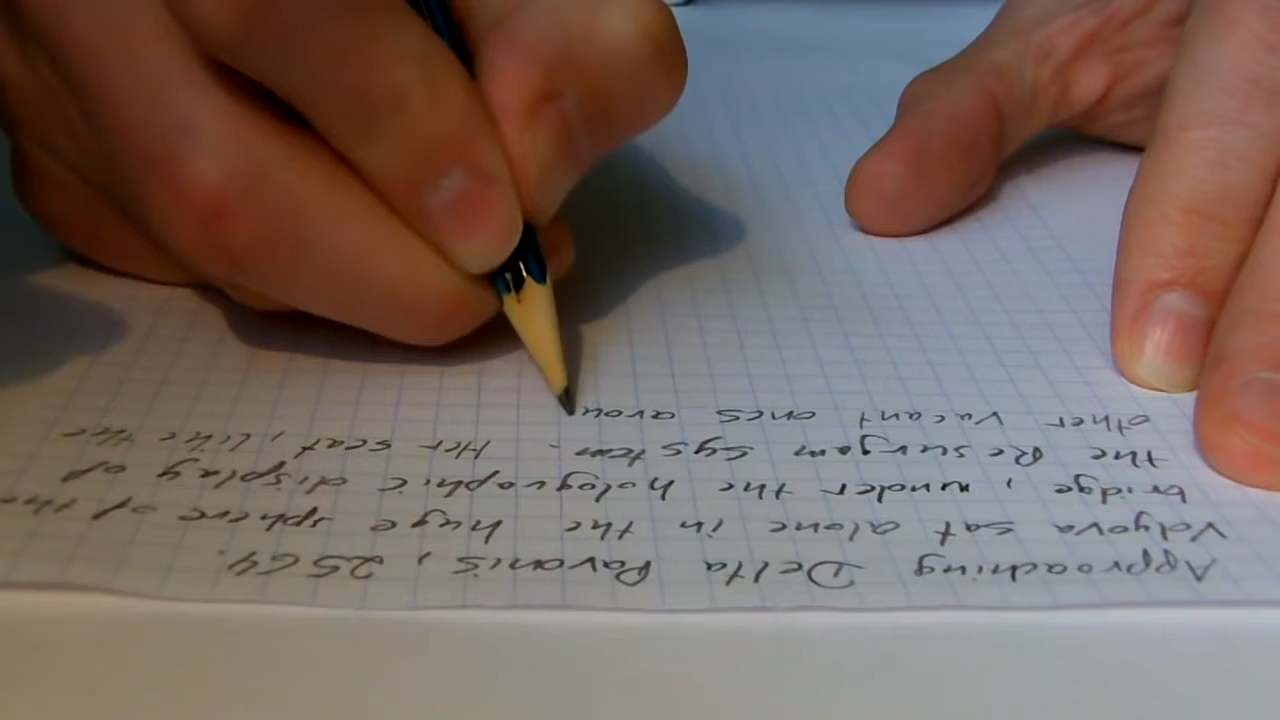 Approaching Delta Pavonis, 2564.
Volyova sat alone in the huge sphere of the
bridge, under the holographic display of
the Resurgam system. Her seat, like the
other vacant ones arou